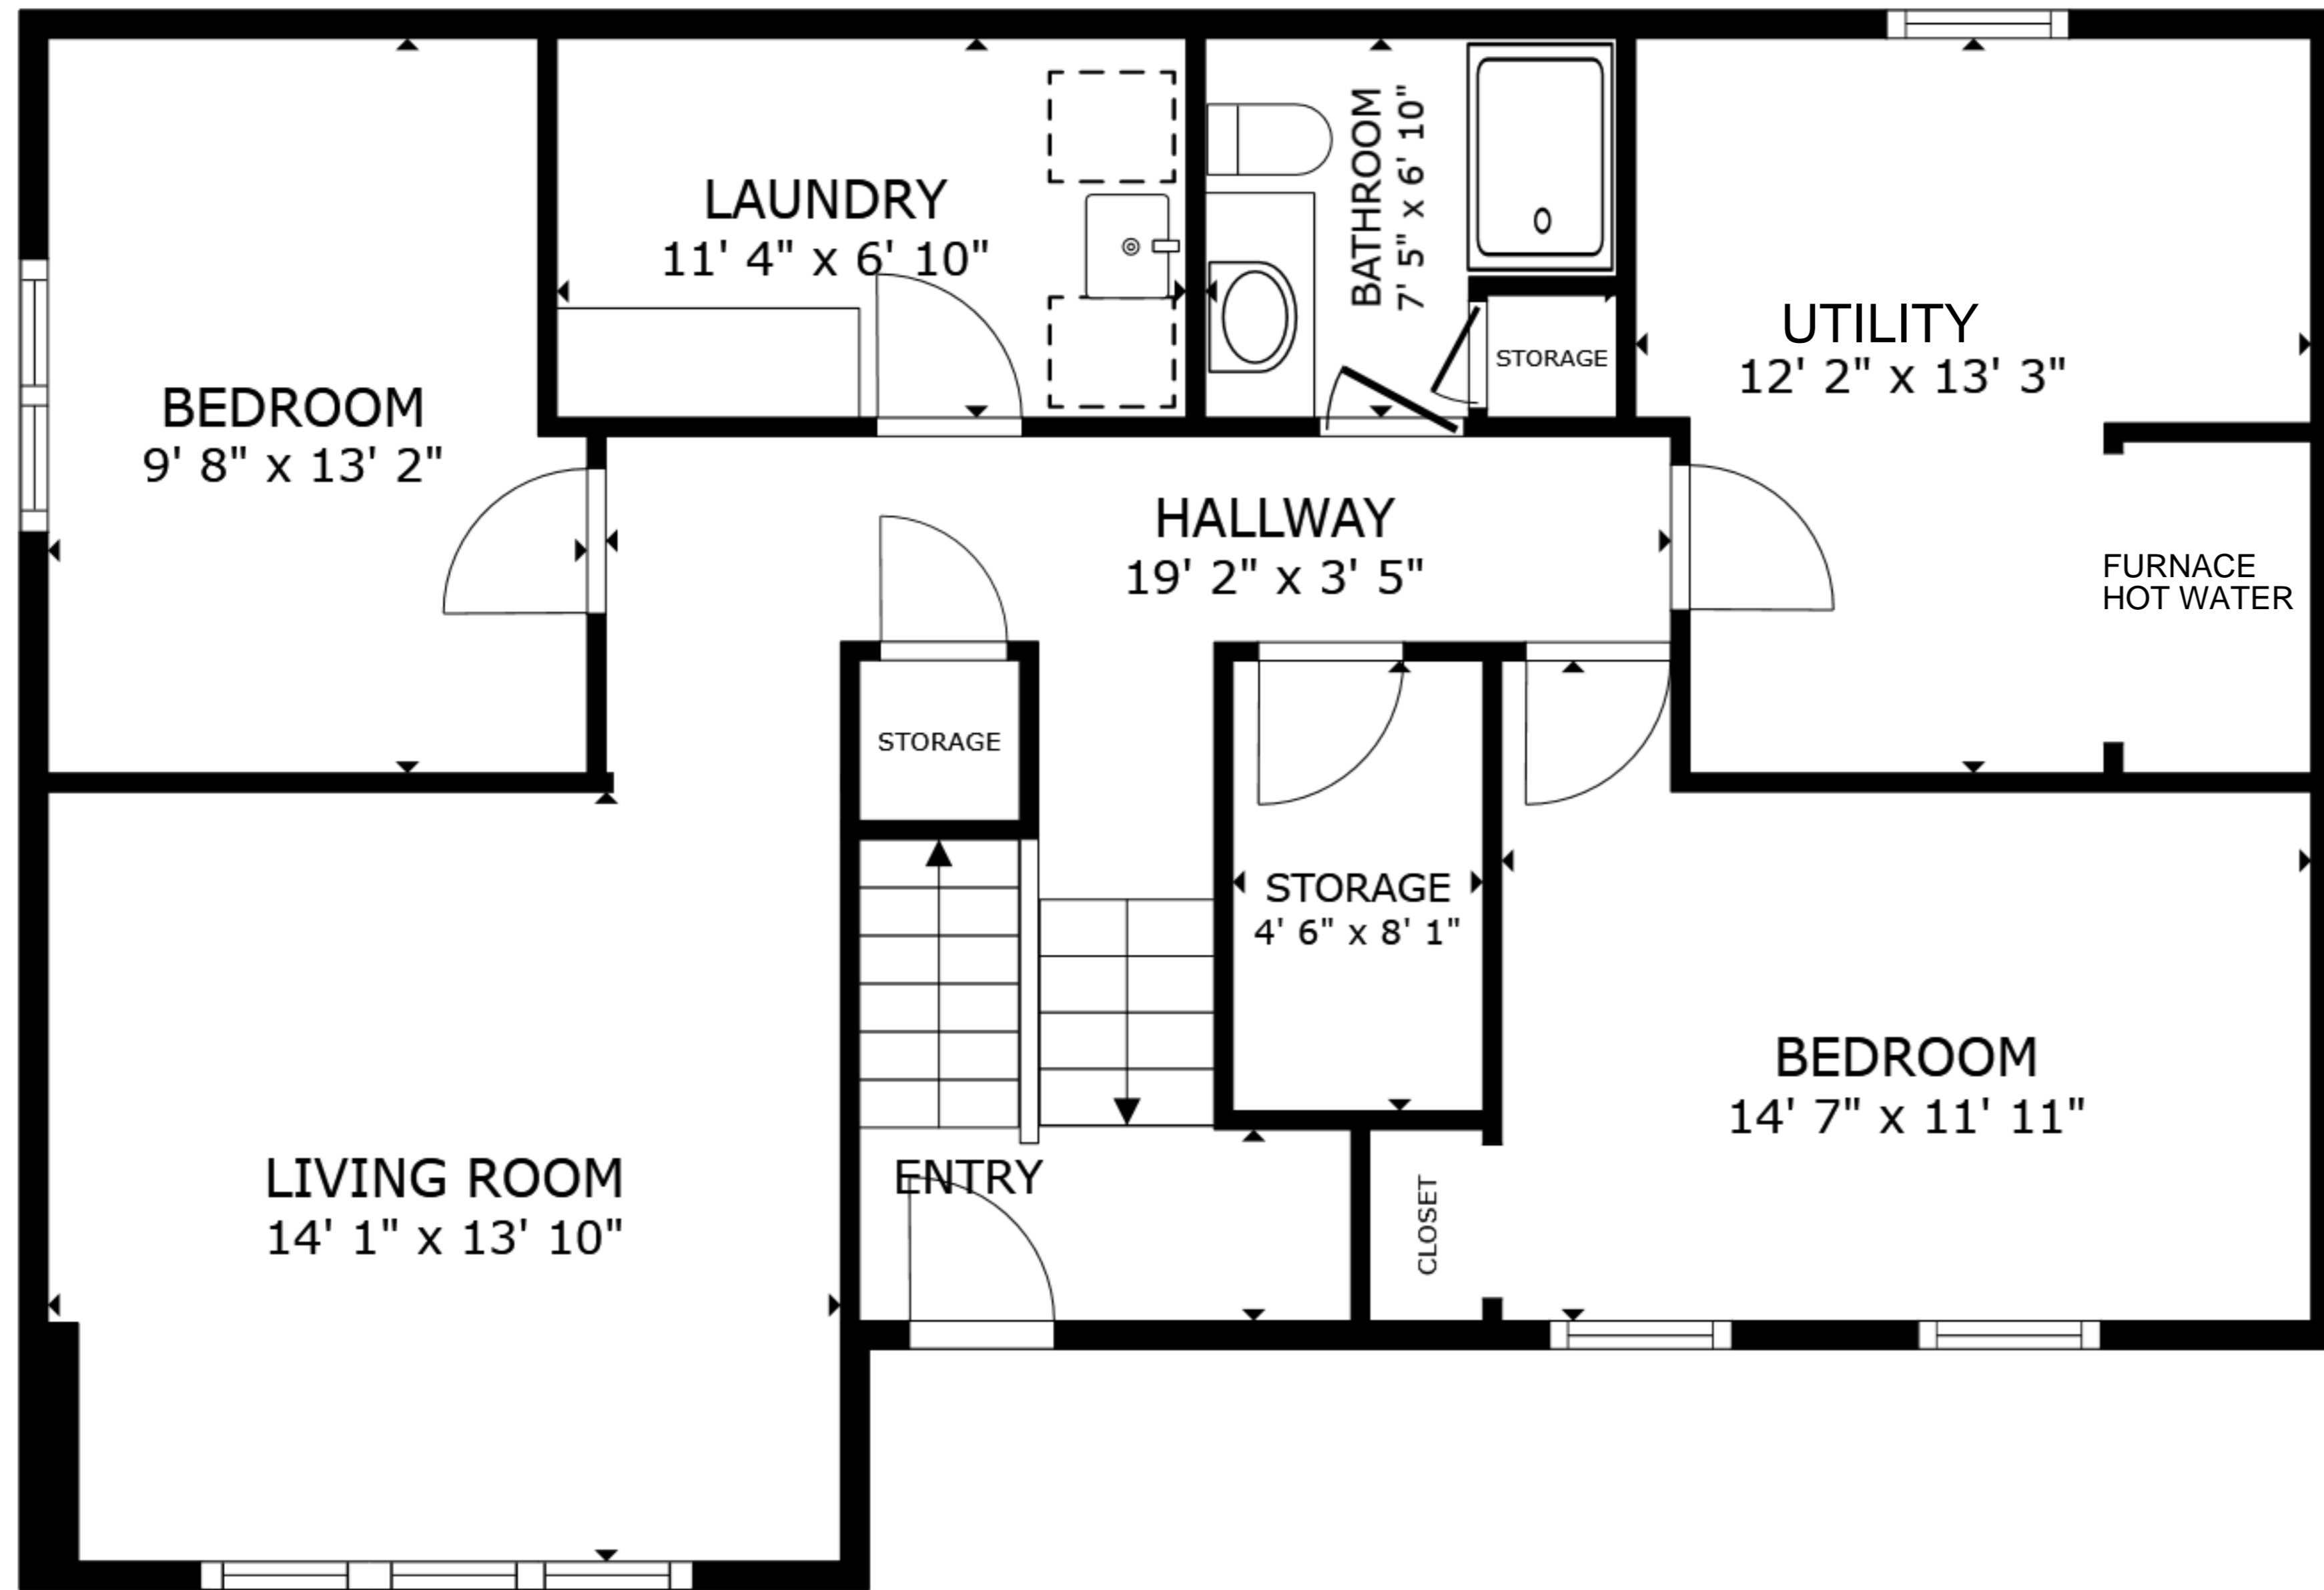 LAUNDRY
11' 4" x 6' 10"
BATHROOM
7' 5" x 6' 10"
STORAGE
UTILITY
12' 2" x 13' 3"
BEDROOM
9' 8" x 13' 2"
HALLWAY
19' 2" x 3' 5"
FURNACE
HOT WATER
STORAGE
STORAGE
4' 6" x 8' 1"
BEDROOM
14' 7" x 11' 11"
LIVING ROOM
14' 1" x 13' 10"
ENTRY
CLOSET